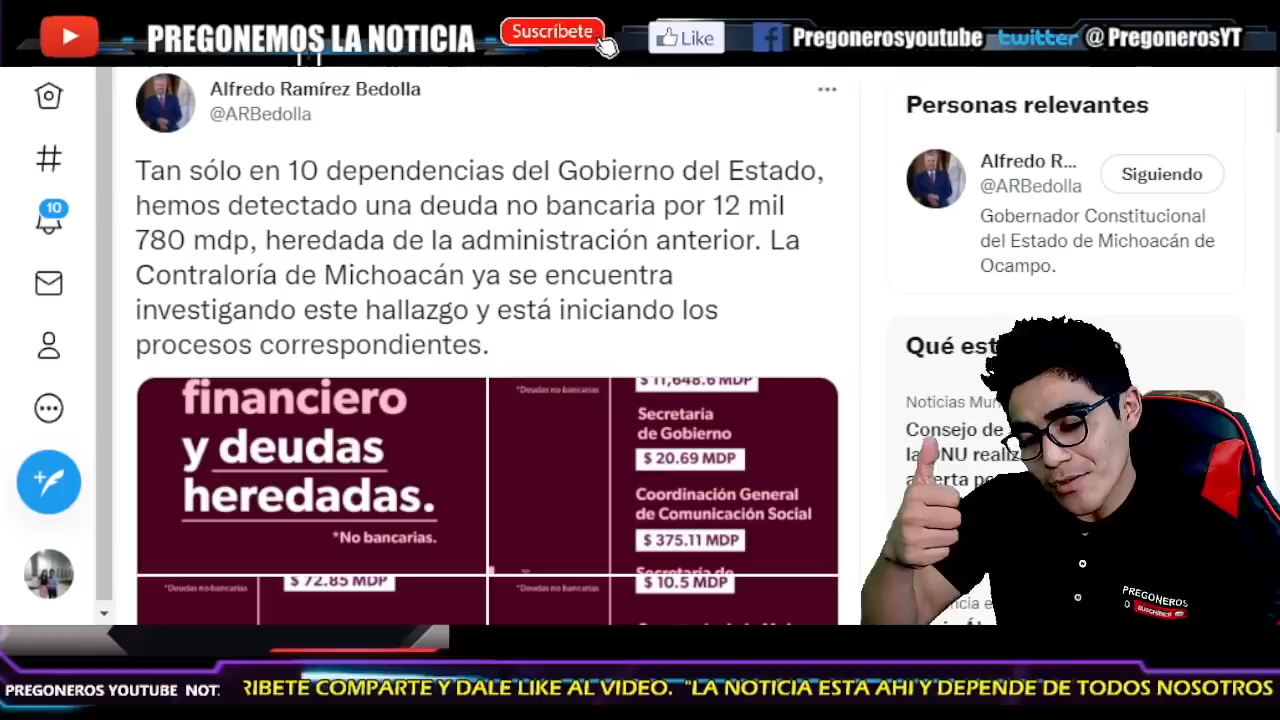 PREGONEMOS LA NOTICIA
Suscríbete
Like
Pregonerosyoutube
twitter
@PregonerosYT
Alfredo Ramírez Bedolla
@ARBedolla
Tan sólo en 10 dependencias del Gobierno del Estado,
hemos detectado una deuda no bancaria por 12 mil
780 mdp, heredada de la administración anterior. La
Contraloría de Michoacán ya se encuentra
investigando este hallazgo y está iniciando los
procesos correspondientes.
10
financiero
y deudas
heredadas.
*No bancarias.
*Deudas no bancarias
$ 11,648.6 MDP
Secretaría
de Gobierno
$ 20.69 MDP
Coordinación General
de Comunicación Social
$ 375.11 MDP
Secretaría de
*Deudas no bancarias
$ 72.85 MDP
*Deudas no bancarias
$ 10.5 MDP
Personas relevantes
Alfredo R...
@ARBedolla
Siguiendo
Gobernador Constitucional
del Estado de Michoacán de
Ocampo.
Qué est
Noticias Mun
Consejo de
la ONU realiz
PREGONEROS
SUSCRIBETE
PREGONEROS YOUTUBE NOT.
RIBETE COMPARTE Y DALE LIKE AL VIDEO. "LA NOTICIA ESTA AHI Y DEPENDE DE TODOS NOSOTROS